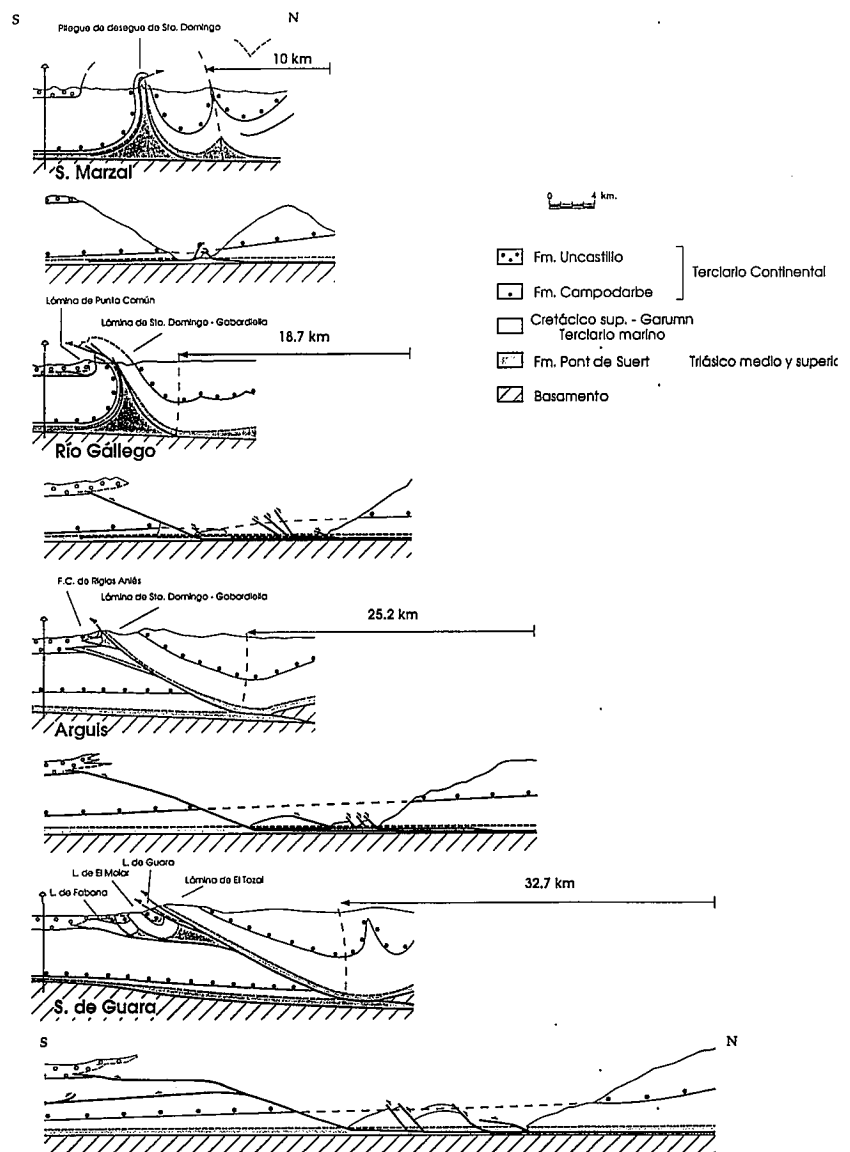 S
N
Pliegue de desegue de Sto. Domingo
10 km
S. Marzal
0 4 km.
Fm. Uncastillo
Fm. Campodarbe
Terciario Continental
Cretácico sup. - Garumn
Terciario marino
Fm. Pont de Suert
Triásico medio y superio
Basamento
Lámina de Punta Común
Lámina de Sto. Domingo - Gabardiella
18.7 km
Río Gállego
F.C. de Riglos Aniés
Lámina de Sto. Domingo - Gabardiella
25.2 km
Arguis
L. de Guara
L. de El Molar
Lámina de El Tozal
L. de Fabana
32.7 km
S. de Guara
S
N